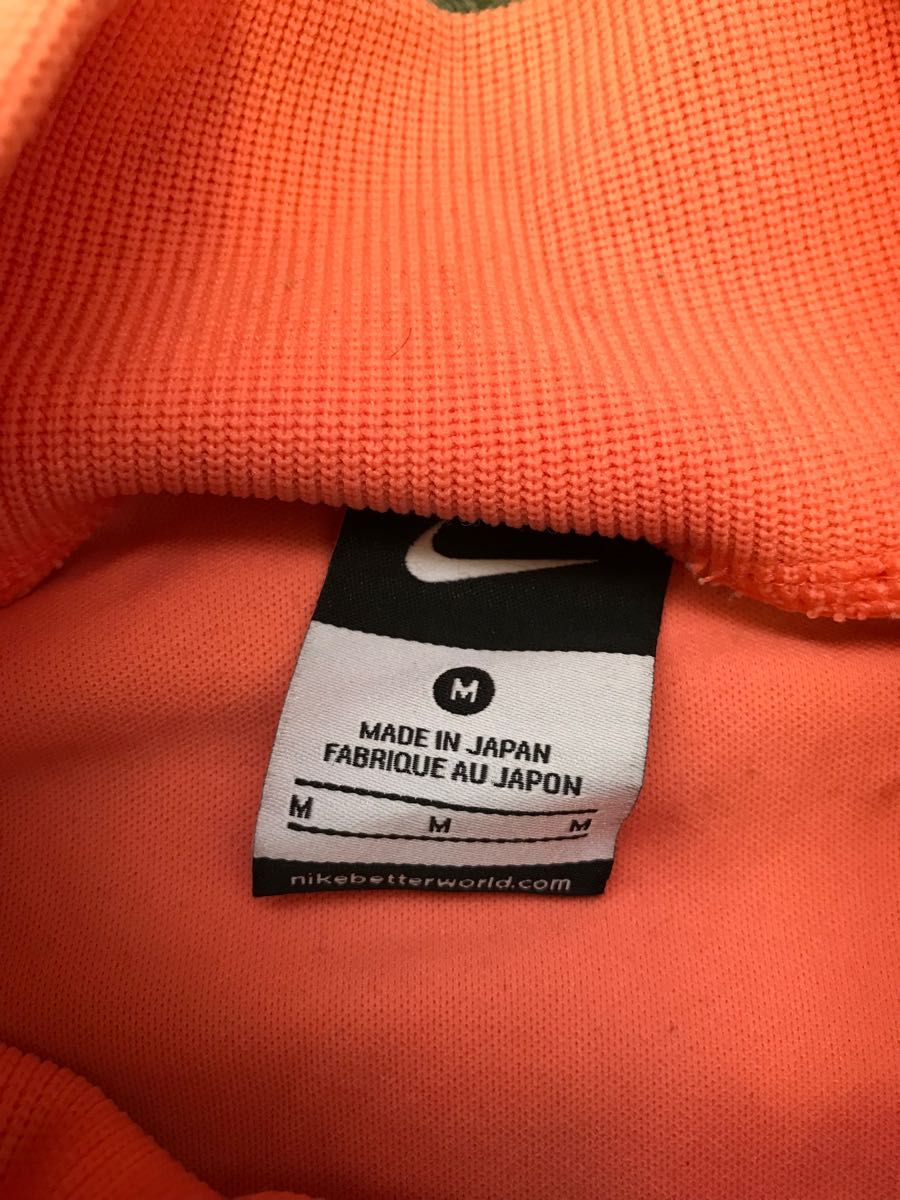 M
MADE IN JAPAN
FABRIQUE AU JAPON
M M M
nikebetterworld.com